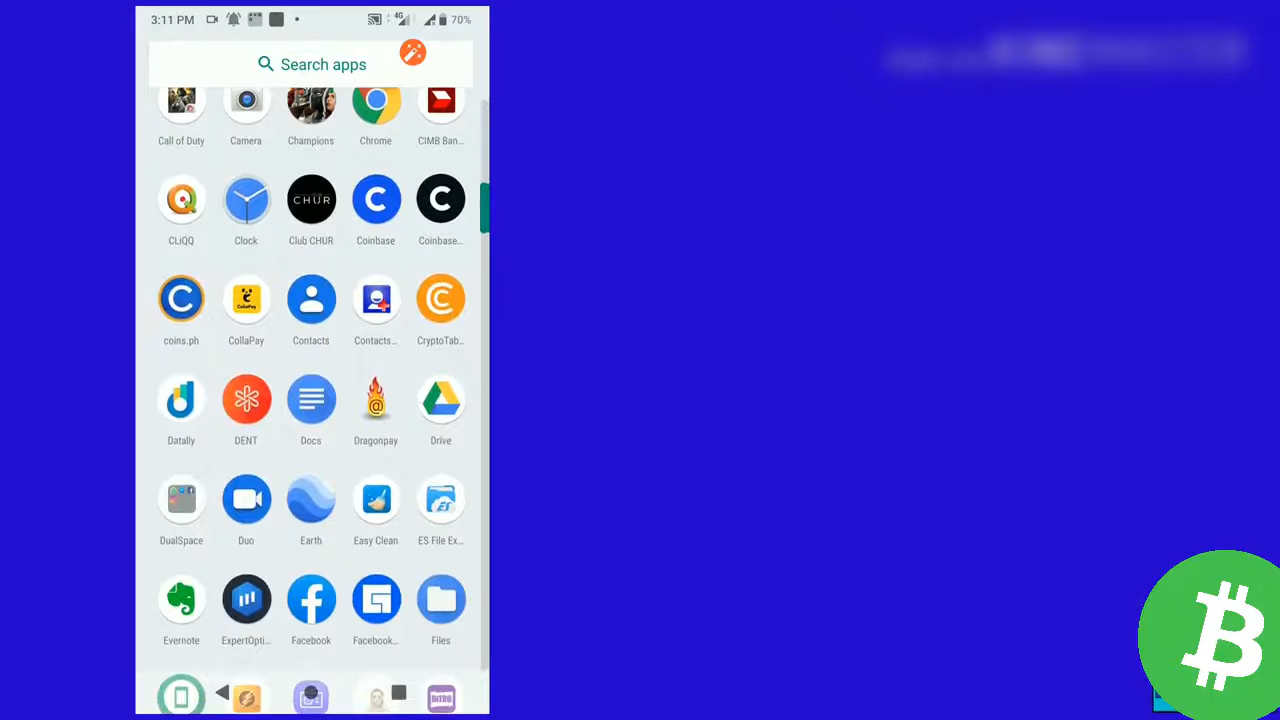 3:11 PM
4G
70%
Search apps
Call of Duty
Camera
Champions
Chrome
CIMB Ban...
CHUR
CLiQQ
Clock
Club CHUR
Coinbase
Coinbase...
CollaPay
coins.ph
CollaPay
Contacts
Contacts...
CryptoTab...
Datally
DENT
Docs
Dragonpay
Drive
DualSpace
Duo
Earth
Easy Clean
ES File Ex...
Evernote
ExpertOpti...
Facebook
Facebook...
Files
INTRO